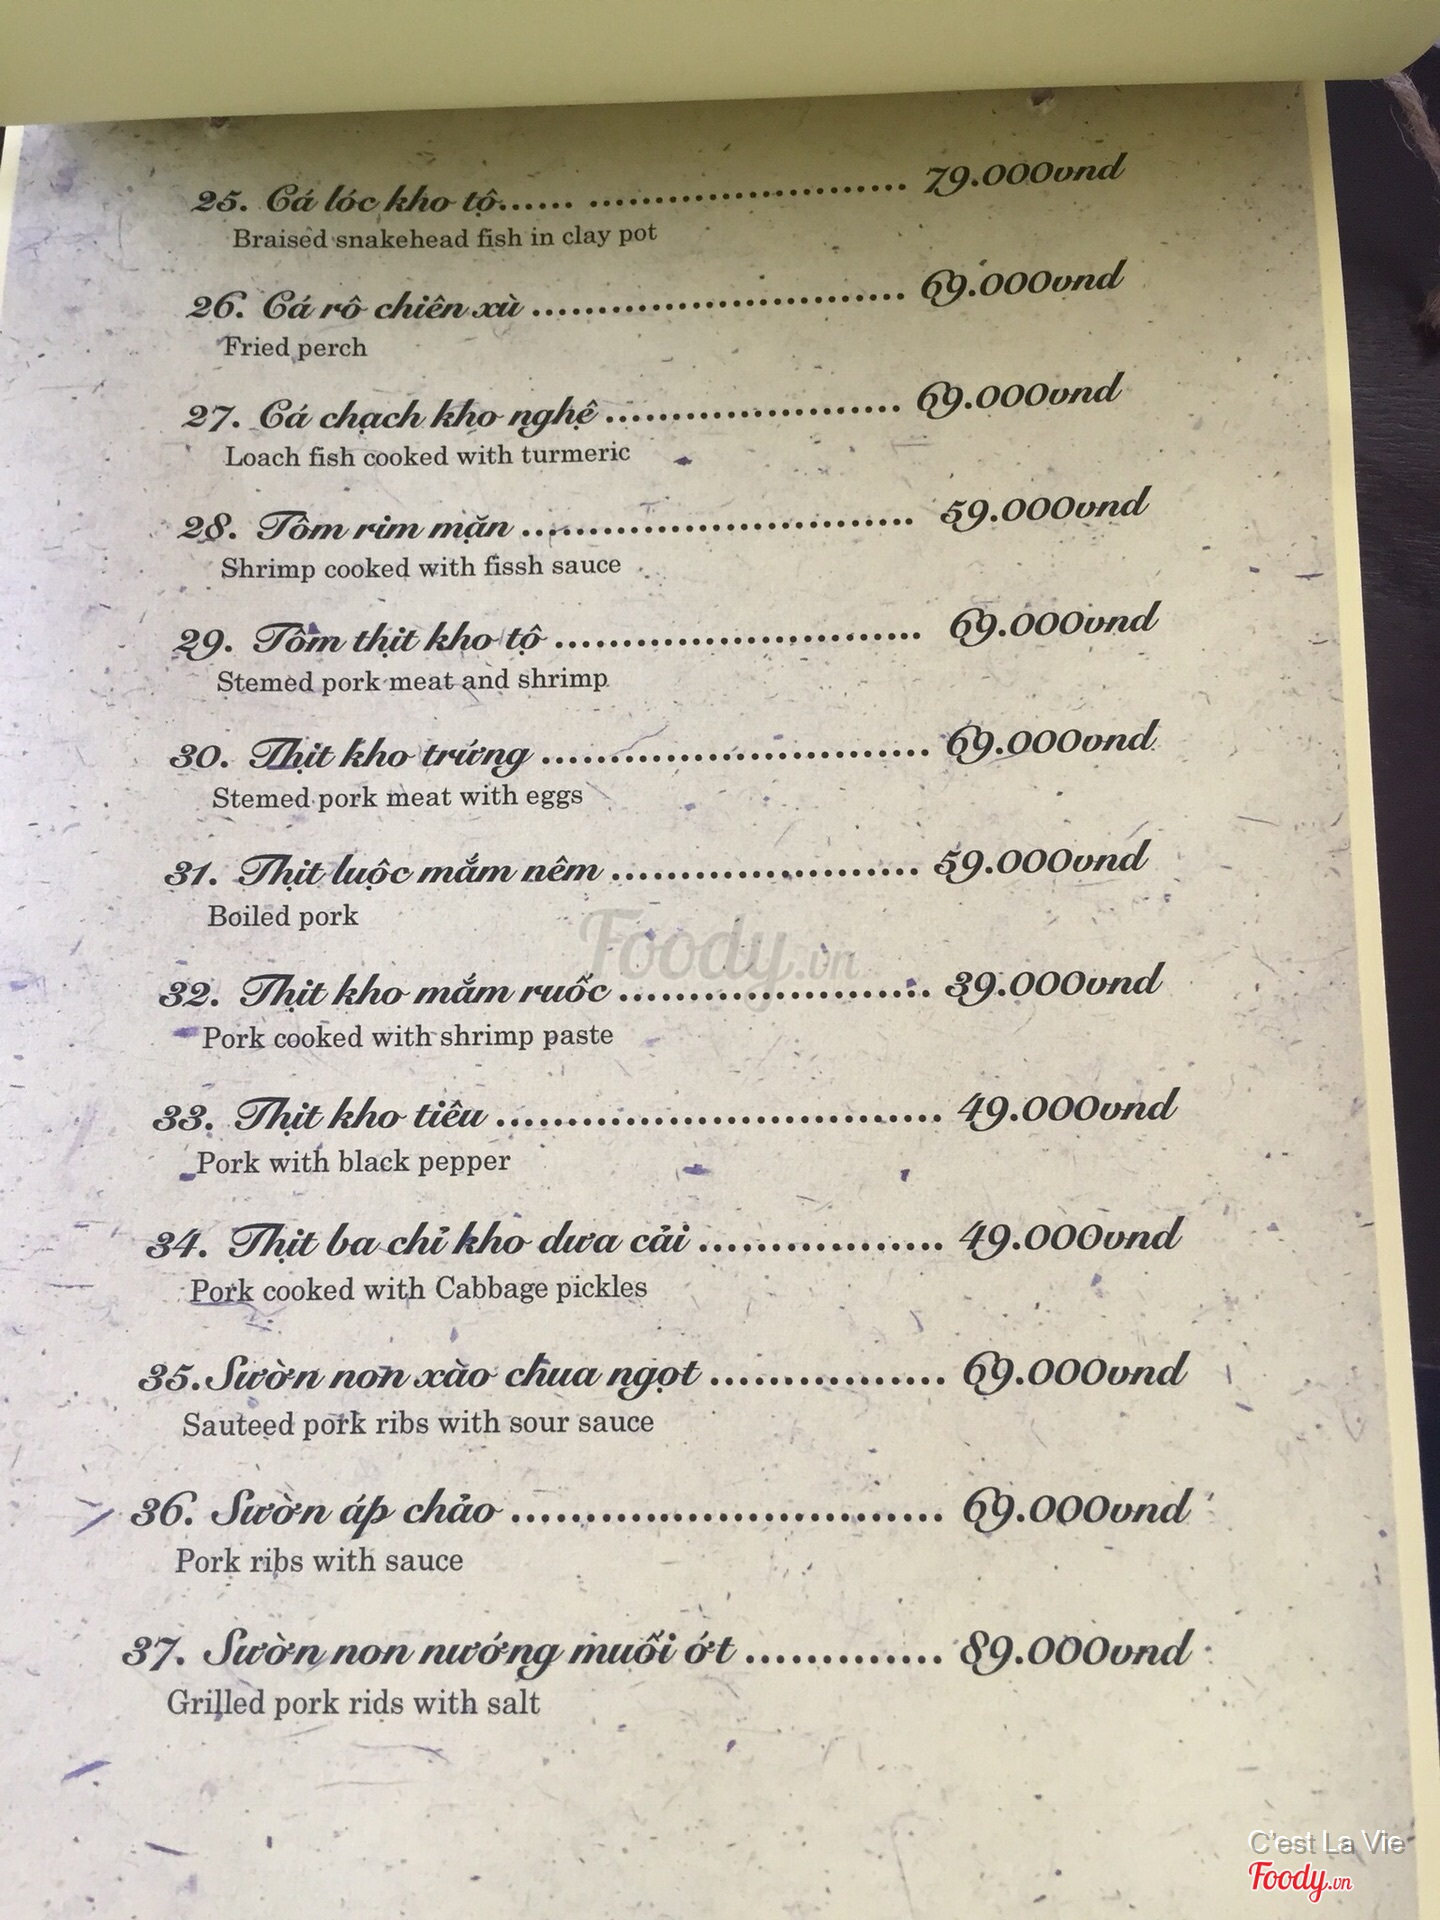 25. Cá lóc kho tộ...... ........................ 79.000vnd
Braised snakehead fish in clay pot
26. Cá rô chiên xù ............................ 69.000vnd
Fried perch
27. Cá chạch kho nghệ ...................... 69.000vnd
Loach fish cooked with turmeric
28. Tôm rim mặn ............................. 59.000vnd
Shrimp cooked with fissh sauce
29. Tôm thịt kho tộ ........................... 69.000vnd
Stemed pork meat and shrimp
30. Thịt kho trứng ............................ 69.000vnd
Stemed pork meat with eggs
31. Thịt luộc mắm nêm ...................... 59.000vnd
Boiled pork
32. Thịt kho mắm ruốc ...................... 39.000vnd
Pork cooked with shrimp paste
33. Thịt kho tiêu ............................... 49.000vnd
Pork with black pepper
34. Thịt ba chỉ kho dưa cải ................. 49.000vnd
Pork cooked with Cabbage pickles
35.Sườn non xào chua ngọt ................ 69.000vnd
Sauteed pork ribs with sour sauce
36. Sườn áp chảo ............................. 69.000vnd
Pork ribs with sauce
37. Sườn non nướng muối ớt ............. 89.000vnd
Grilled pork rids with salt
Foody.vn
C'est La Vie
Foody.vn